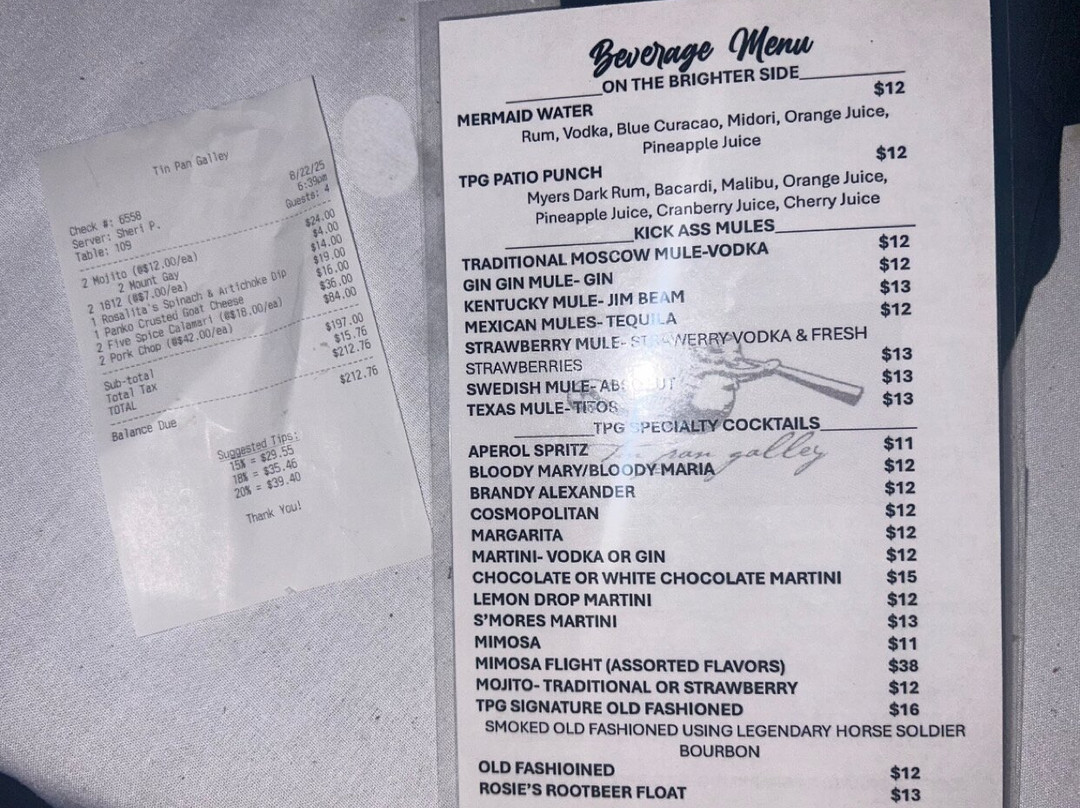 Tin Pan Galley
8/22/25
6:39pm
Guests: 4
Check #: 6558
Server: Sheri P.
Table: 109
2 Mojito (@$12.00/ea) $24.00
2 Mount Gay $4.00
2 1812 (@$7.00/ea) $14.00
1 Rosalita's Spinach & Artichoke Dip $19.00
1 Panko Crusted Goat Cheese $16.00
2 Five Spice Calamari (@$18.00/ea) $36.00
2 Pork Chop (@$42.00/ea) $84.00
Sub-total $197.00
Total Tax $15.76
TOTAL $212.76
Balance Due $212.76
Suggested Tips:
15% = $29.55
18% = $35.46
20% = $39.40
Thank You!
Beverage Menu
ON THE BRIGHTER SIDE
MERMAID WATER $12
Rum, Vodka, Blue Curacao, Midori, Orange Juice,
Pineapple Juice
TPG PATIO PUNCH $12
Myers Dark Rum, Bacardi, Malibu, Orange Juice,
Pineapple Juice, Cranberry Juice, Cherry Juice
KICK ASS MULES
TRADITIONAL MOSCOW MULE-VODKA $12
GIN GIN MULE- GIN $12
KENTUCKY MULE- JIM BEAM $13
MEXICAN MULES- TEQUILA $12
STRAWBERRY MULE- STRAWERRY VODKA & FRESH
STRAWBERRIES $13
SWEDISH MULE- ABSOLUT $13
TEXAS MULE- TITOS $13
TPG SPECIALTY COCKTAILS
tin pan galley
APEROL SPRITZ $11
BLOODY MARY/BLOODY MARIA $12
BRANDY ALEXANDER $12
COSMOPOLITAN $12
MARGARITA $12
MARTINI- VODKA OR GIN $12
CHOCOLATE OR WHITE CHOCOLATE MARTINI $15
LEMON DROP MARTINI $12
S'MORES MARTINI $13
MIMOSA $11
MIMOSA FLIGHT (ASSORTED FLAVORS) $38
MOJITO- TRADITIONAL OR STRAWBERRY $12
TPG SIGNATURE OLD FASHIONED $16
SMOKED OLD FASHIONED USING LEGENDARY HORSE SOLDIER
BOURBON
OLD FASHIOINED $12
ROSIE'S ROOTBEER FLOAT $13